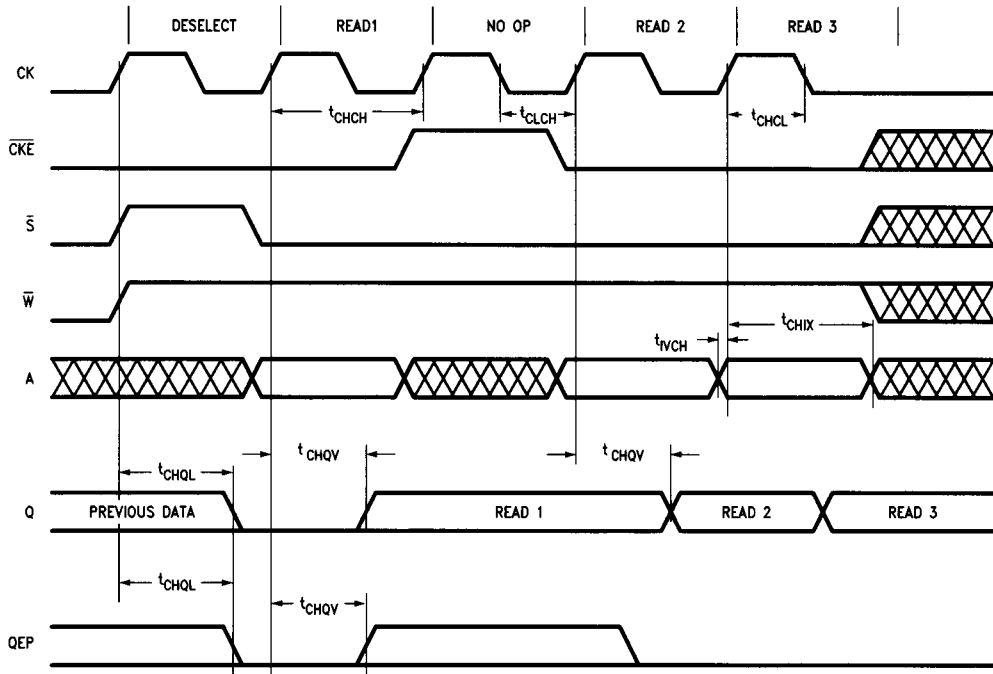 DESELECT READ1 NO OP READ 2 READ 3
CK
tCHCH tCLCH tCHCL
C̅K̅E̅
S̅
W̅
tCHIX
tIVCH
A
tCHQV tCHQV
tCHQL
Q PREVIOUS DATA READ 1 READ 2 READ 3
tCHQL
tCHQV
QEP